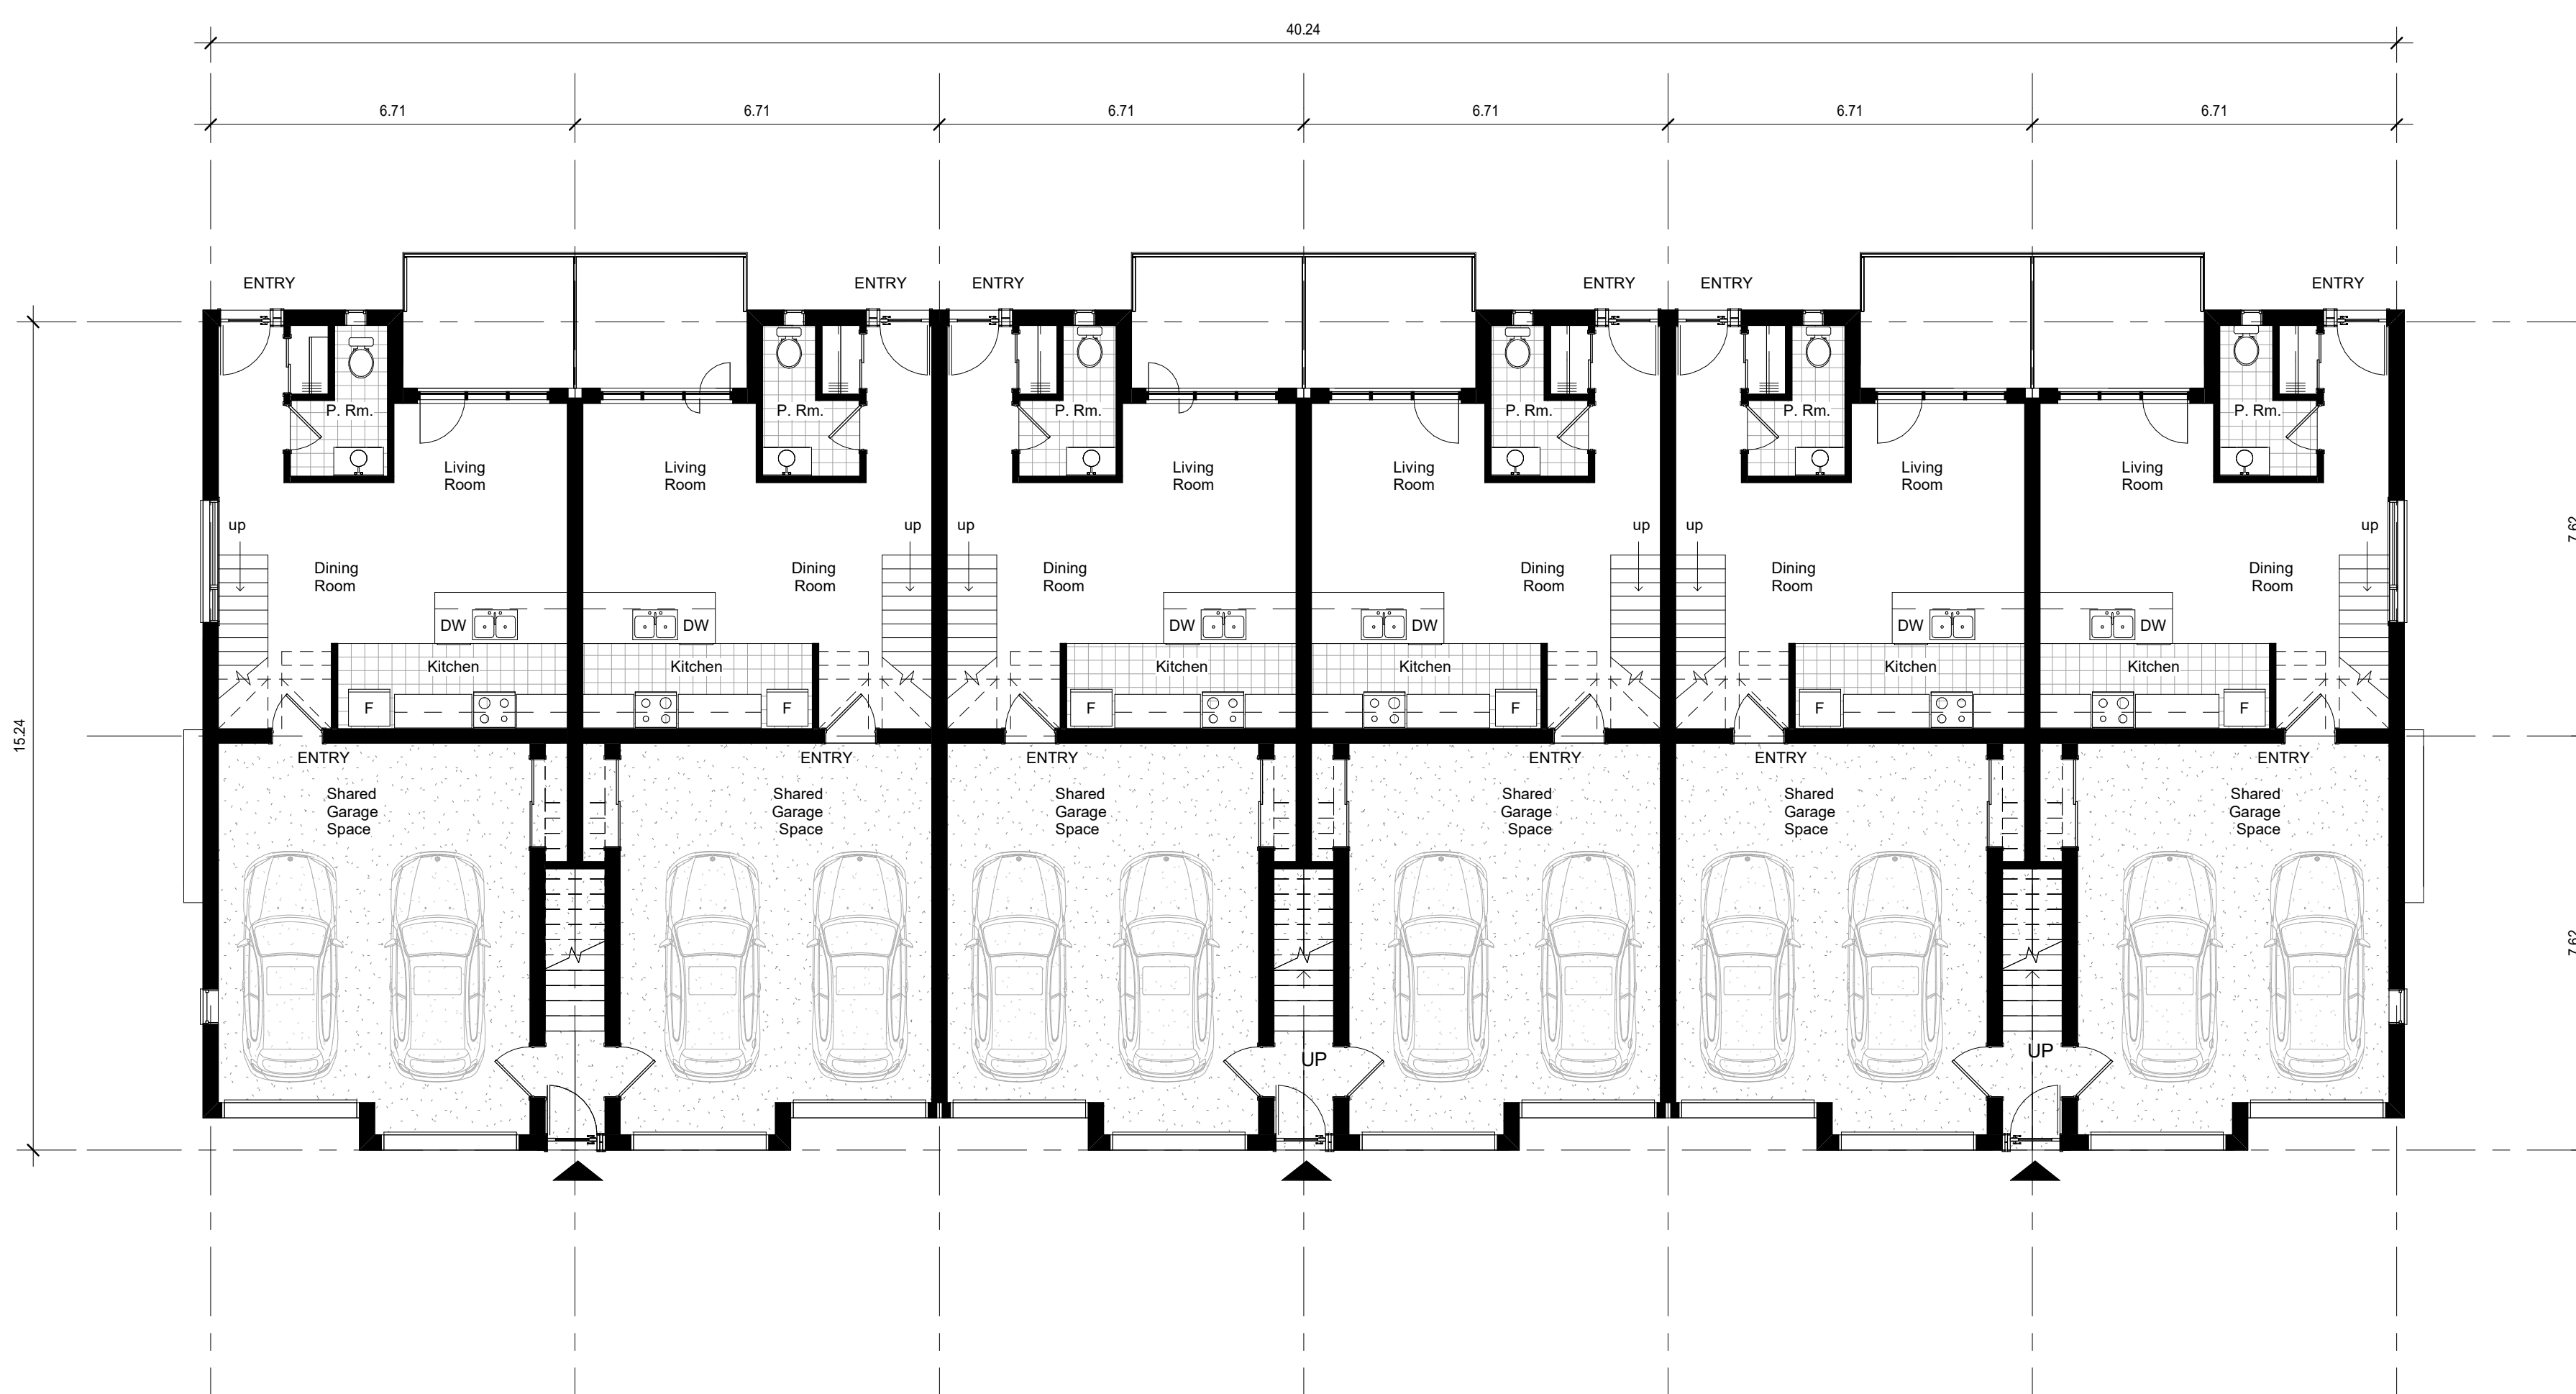 40.24
6.71 6.71 6.71 6.71 6.71 6.71
ENTRY ENTRY ENTRY ENTRY ENTRY ENTRY
P. Rm. P. Rm. P. Rm. P. Rm. P. Rm. P. Rm.
Living Living Living Living Living Living
Room Room Room Room Room Room
up up up up up up
7.62
Dining Dining Dining Dining Dining Dining
Room Room Room Room Room Room
DW DW DW DW DW DW
Kitchen Kitchen Kitchen Kitchen Kitchen Kitchen
F F F F F F
15.24
ENTRY ENTRY ENTRY ENTRY ENTRY ENTRY
Shared Shared Shared Shared Shared Shared
Garage Garage Garage Garage Garage Garage
Space Space Space Space Space Space
7.62
UP UP